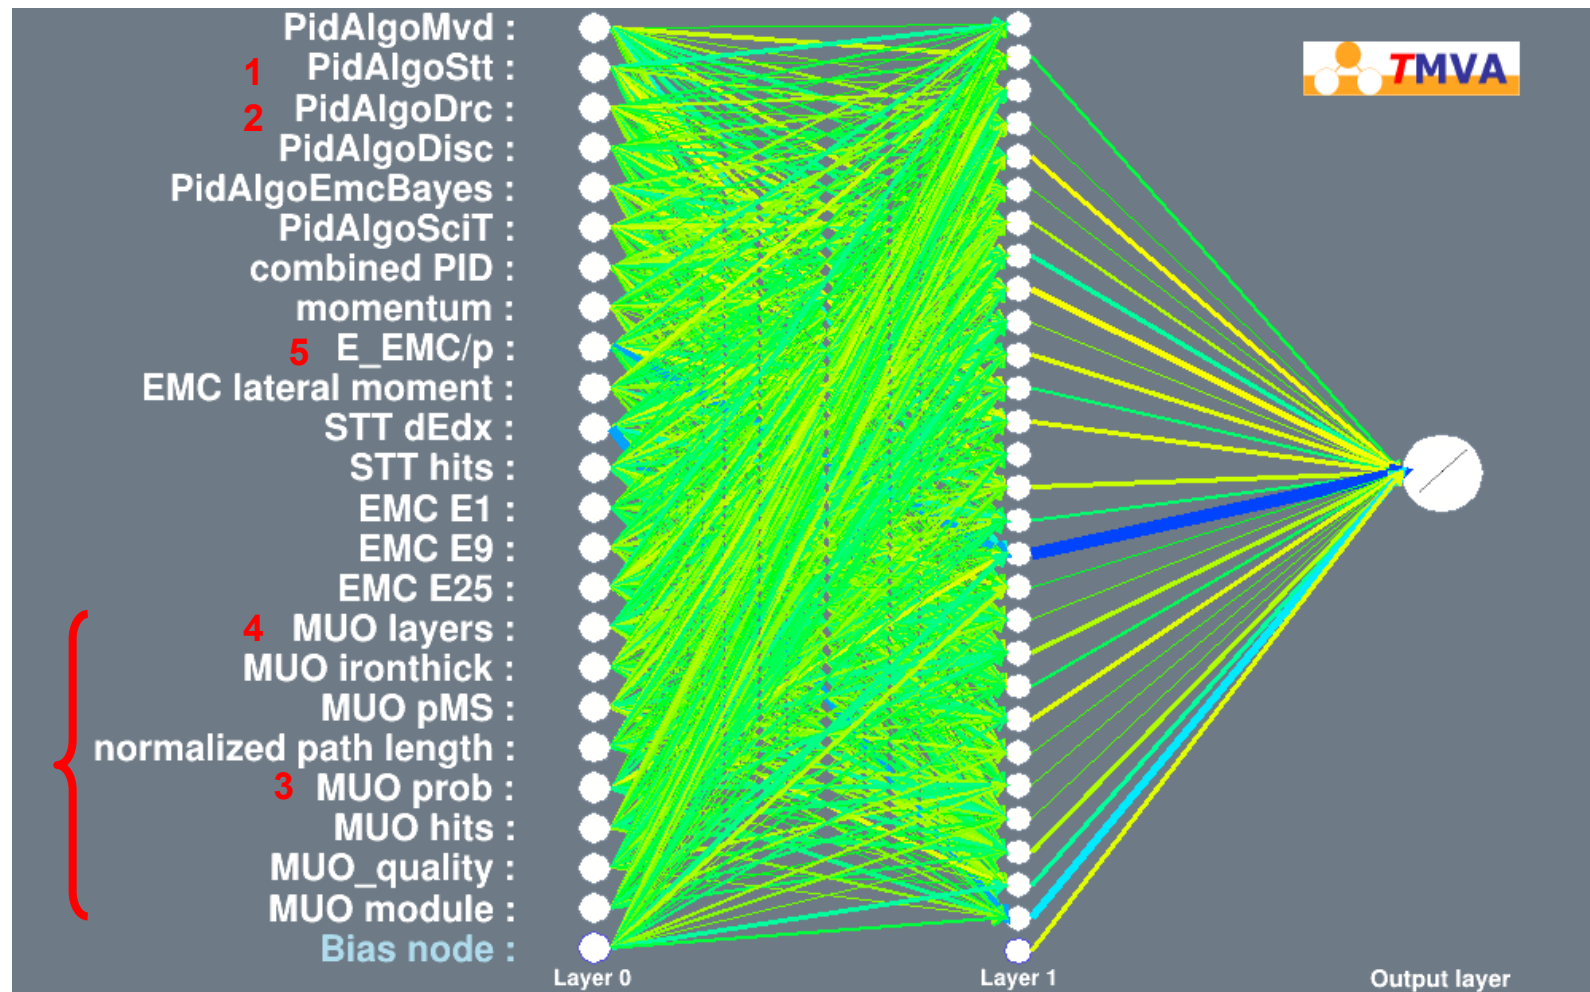 PidAlgoMvd :
1 PidAlgoStt :
2 PidAlgoDrc :
PidAlgoDisc :
PidAlgoEmcBayes :
PidAlgoSciT :
combined PID :
momentum :
5 E_EMC/p :
EMC lateral moment :
STT dEdx :
STT hits :
EMC E1 :
EMC E9 :
EMC E25 :
4 MUO layers :
MUO ironthick :
MUO pMS :
normalized path length :
3 MUO prob :
MUO hits :
MUO_quality :
MUO module :
Bias node :
Layer 0
Layer 1
Output layer
TMVA